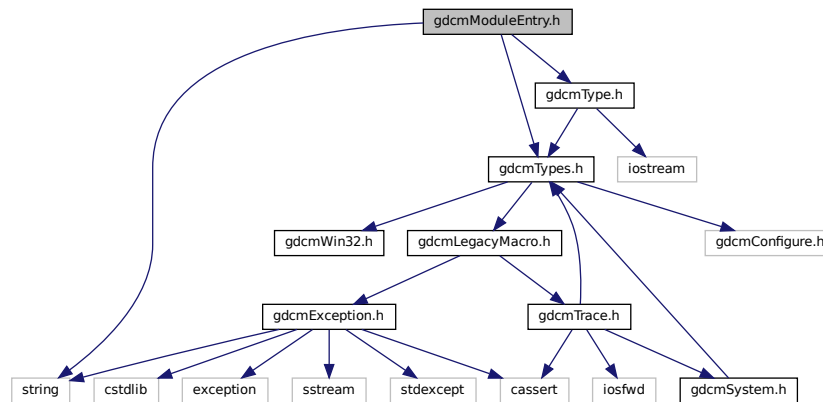 gdcmModuleEntry.h
gdcmType.h
gdcmTypes.h
iostream
gdcmWin32.h
gdcmLegacyMacro.h
gdcmConfigure.h
gdcmException.h
gdcmTrace.h
string
cstdlib
exception
sstream
stdexcept
cassert
iosfwd
gdcmSystem.h